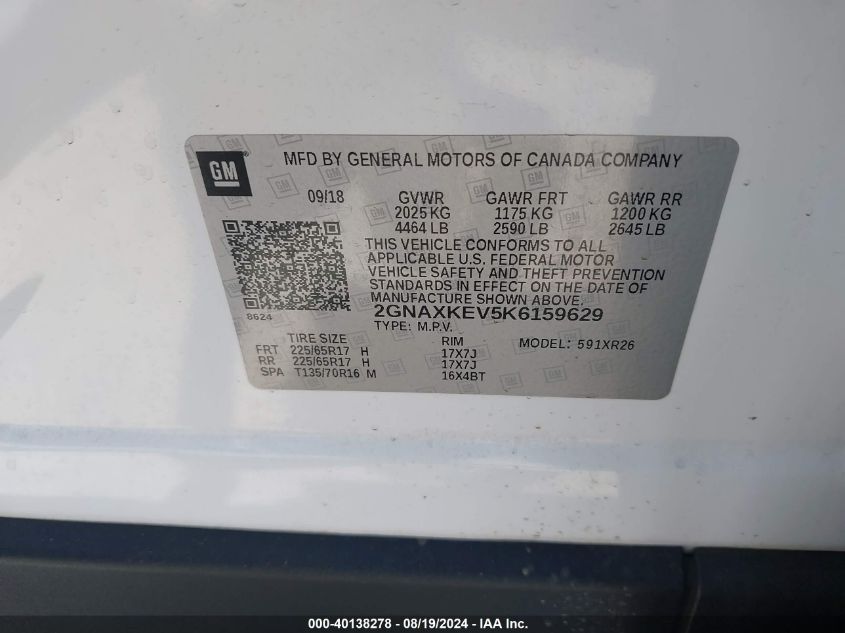 GM
MFD BY GENERAL MOTORS OF CANADA COMPANY
09/18 GVWR GAWR FRT GAWR RR
2025 KG 1175 KG 1200 KG
4464 LB 2590 LB 2645 LB
THIS VEHICLE CONFORMS TO ALL
APPLICABLE U.S. FEDERAL MOTOR
VEHICLE SAFETY AND THEFT PREVENTION
STANDARDS IN EFFECT ON THE DATE OF
MANUFACTURE SHOWN ABOVE.
8624
2GNAXKEV5K6159629
TYPE: M.P.V. MODEL: 591XR26
TIRE SIZE RIM
FRT 225/65R17 H 17X7J
RR 225/65R17 H 17X7J
SPA T135/70R16 M 16X4BT
000-40138278 - 08/19/2024 - IAA Inc.